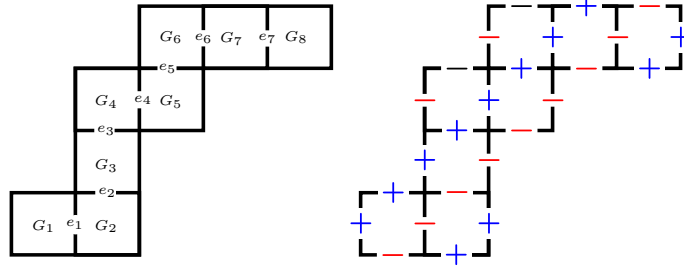 − + −
G₆ e₆ G₇ e₇ G₈ − + − +
e₅ − + − +
G₄ e₄ G₅ − + −
e₃ + −
G₃ + −
e₂ + −
G₁ e₁ G₂ + − +
− +